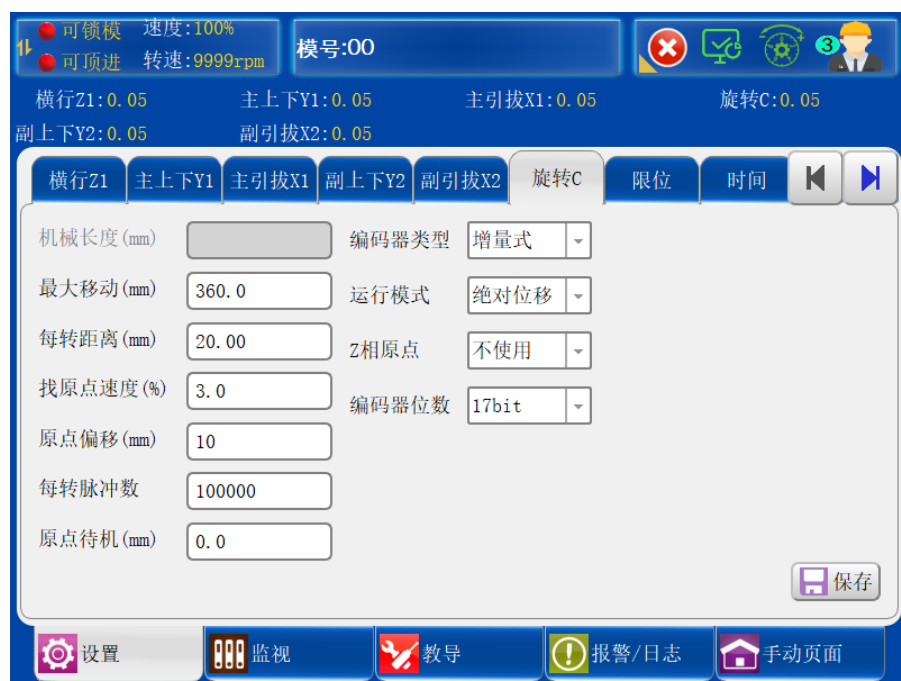 可锁模 速度:100%
可顶进 转速:9999rpm
模号:00
3
横行Z1:0.05 主上下Y1:0.05 主引拔X1:0.05 旋转C:0.05
副上下Y2:0.05 副引拔X2:0.05
横行Z1 主上下Y1 主引拔X1 副上下Y2 副引拔X2 旋转C 限位 时间
机械长度(mm) 编码器类型 增量式
最大移动(mm) 360.0 运行模式 绝对位移
每转距离(mm) 20.00 Z相原点 不使用
找原点速度(%) 3.0 编码器位数 17bit
原点偏移(mm) 10
每转脉冲数 100000
原点待机(mm) 0.0
保存
设置 监视 教导 报警/日志 手动页面